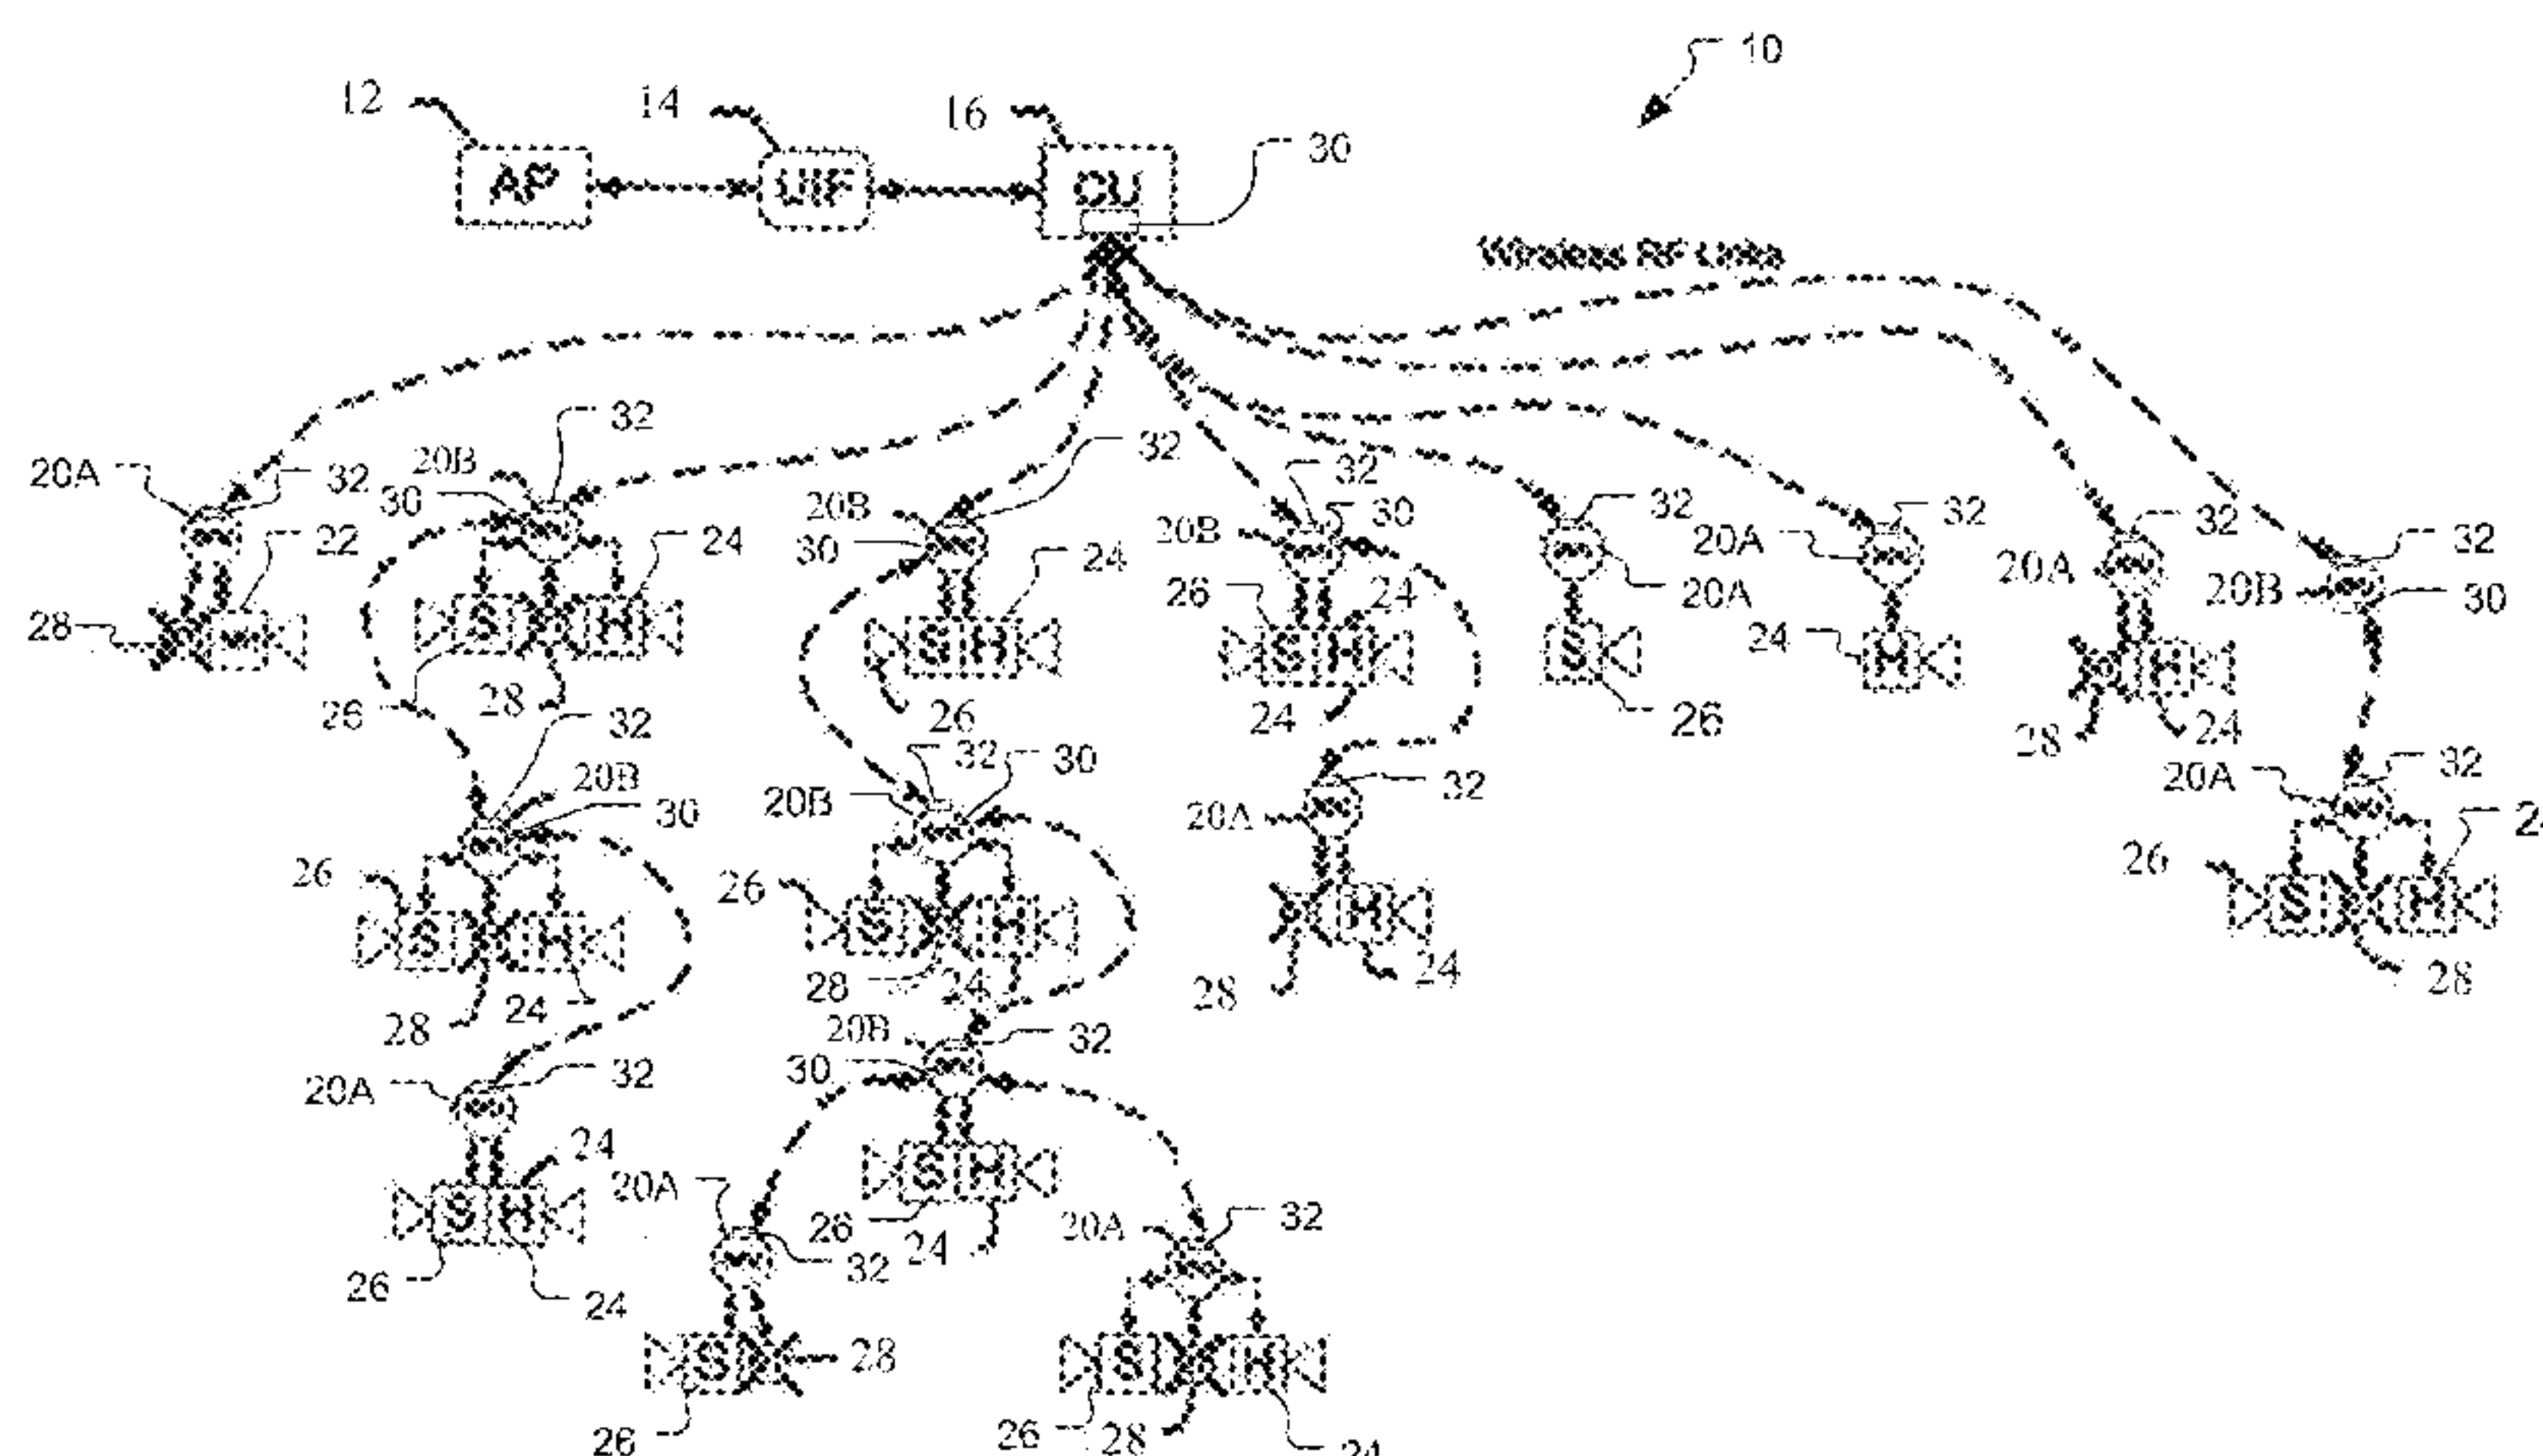 10
12 14 16 30
AP UIF CU
Wireless RF Links
20A 32 20B 32 30
20B 32 30
20B 32 30
32 20A
20A 32
20A 32
20B 32 30
28 22
S H 24 26 28
S H 24 26
26 S H 24 24
S 26
24 H
H 28 24
32 20B 30
26 S H 28 24
20B 32 30
26 S H 28 24
20A 32
H 28 24
20A 32
26 S H 28
20A 32
24
S H 26 24
20B 32
30
S H 26 24
20A 32
S 28
26
20A 32
S H
26 28 24